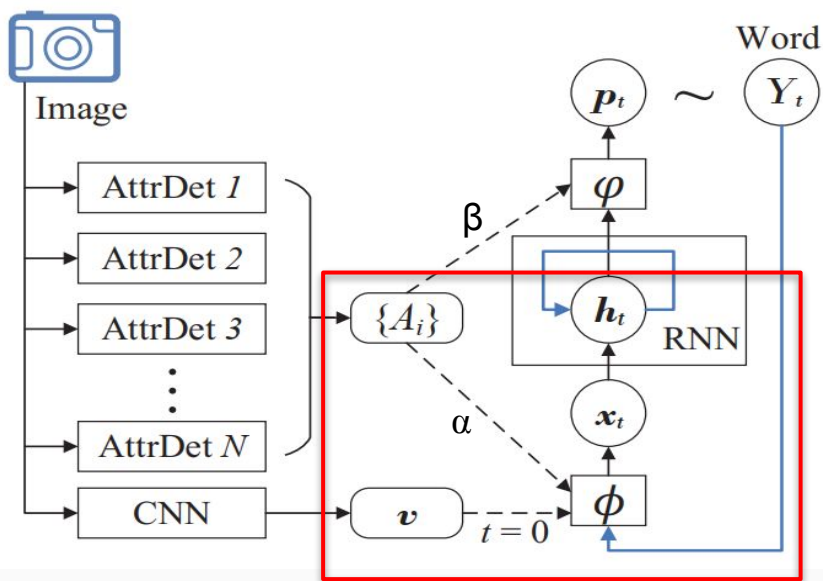 Word
Image
p_t ~ Y_t
AttrDet 1
φ
β
AttrDet 2
{A_i}
h_t
AttrDet 3
RNN
⋮
α
x_t
AttrDet N
CNN
v
t = 0
ϕ